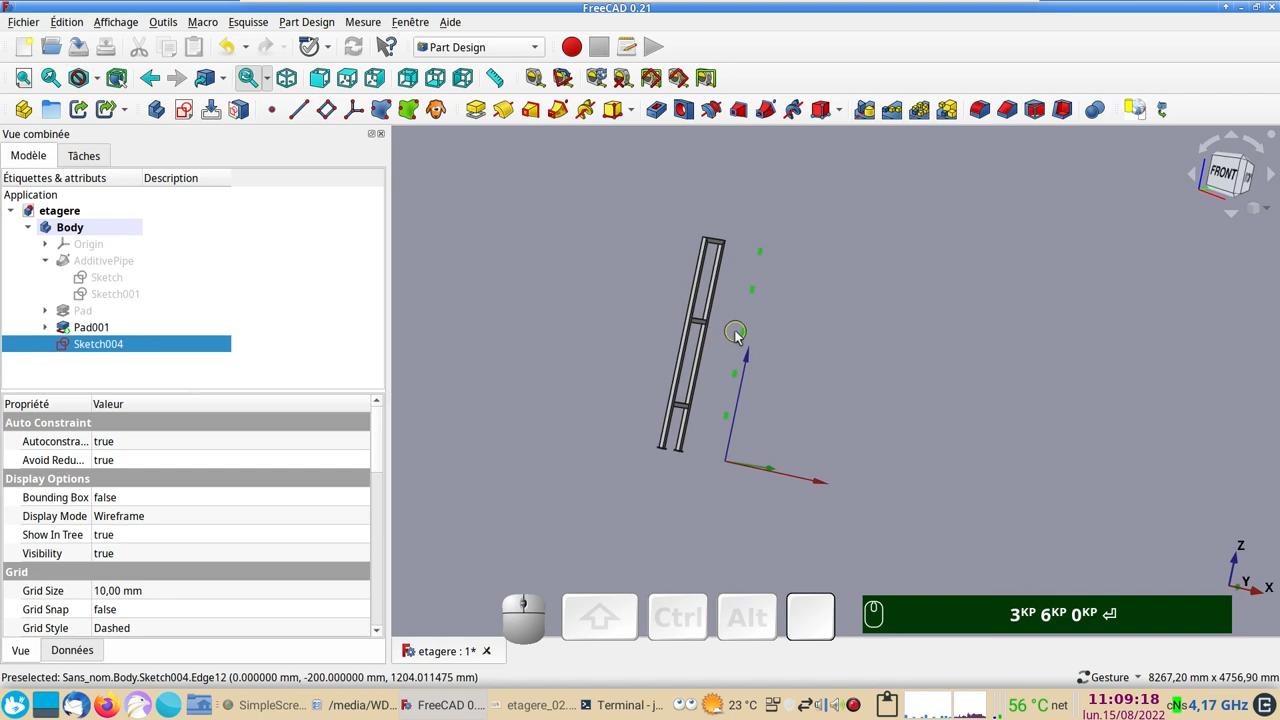 FreeCAD 0.21
Fichier Édition Affichage Outils Macro Esquisse Part Design Mesure Fenêtre Aide
Part Design
Vue combinée
Modèle Tâches
Étiquettes & attributs Description
Application
etagere
Body
Origin
AdditivePipe
Sketch
Sketch001
Pad
Pad001
Sketch004
Propriété Valeur
Auto Constraint
Autoconstra... true
Avoid Redu... true
Display Options
Bounding Box false
Display Mode Wireframe
Show In Tree true
Visibility true
Grid
Grid Size 10,00 mm
Grid Snap false
Grid Style Dashed
Vue Données
FRONT
Z
Y
X
Ctrl Alt
3KP 6KP 0KP ⏎
etagere : 1*
Preselected: Sans_nom.Body.Sketch004.Edge12 (0.000000 mm, -200.000000 mm, 1204.011475 mm)
Gesture 8267,20 mm x 4756,90 mm
SimpleScre... /media/WD... FreeCAD 0.... etagere_02.... Terminal - j... 23 °C 56 °C net 11:09:18 lun.15/08/2022 4,17 GHz